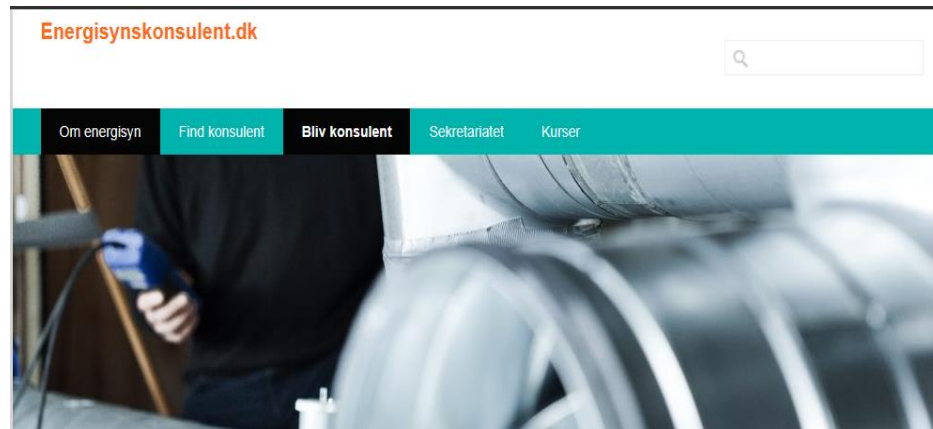 Energisynskonsulent.dk
Om energisyn Find konsulent Bliv konsulent Sekretariatet Kurser